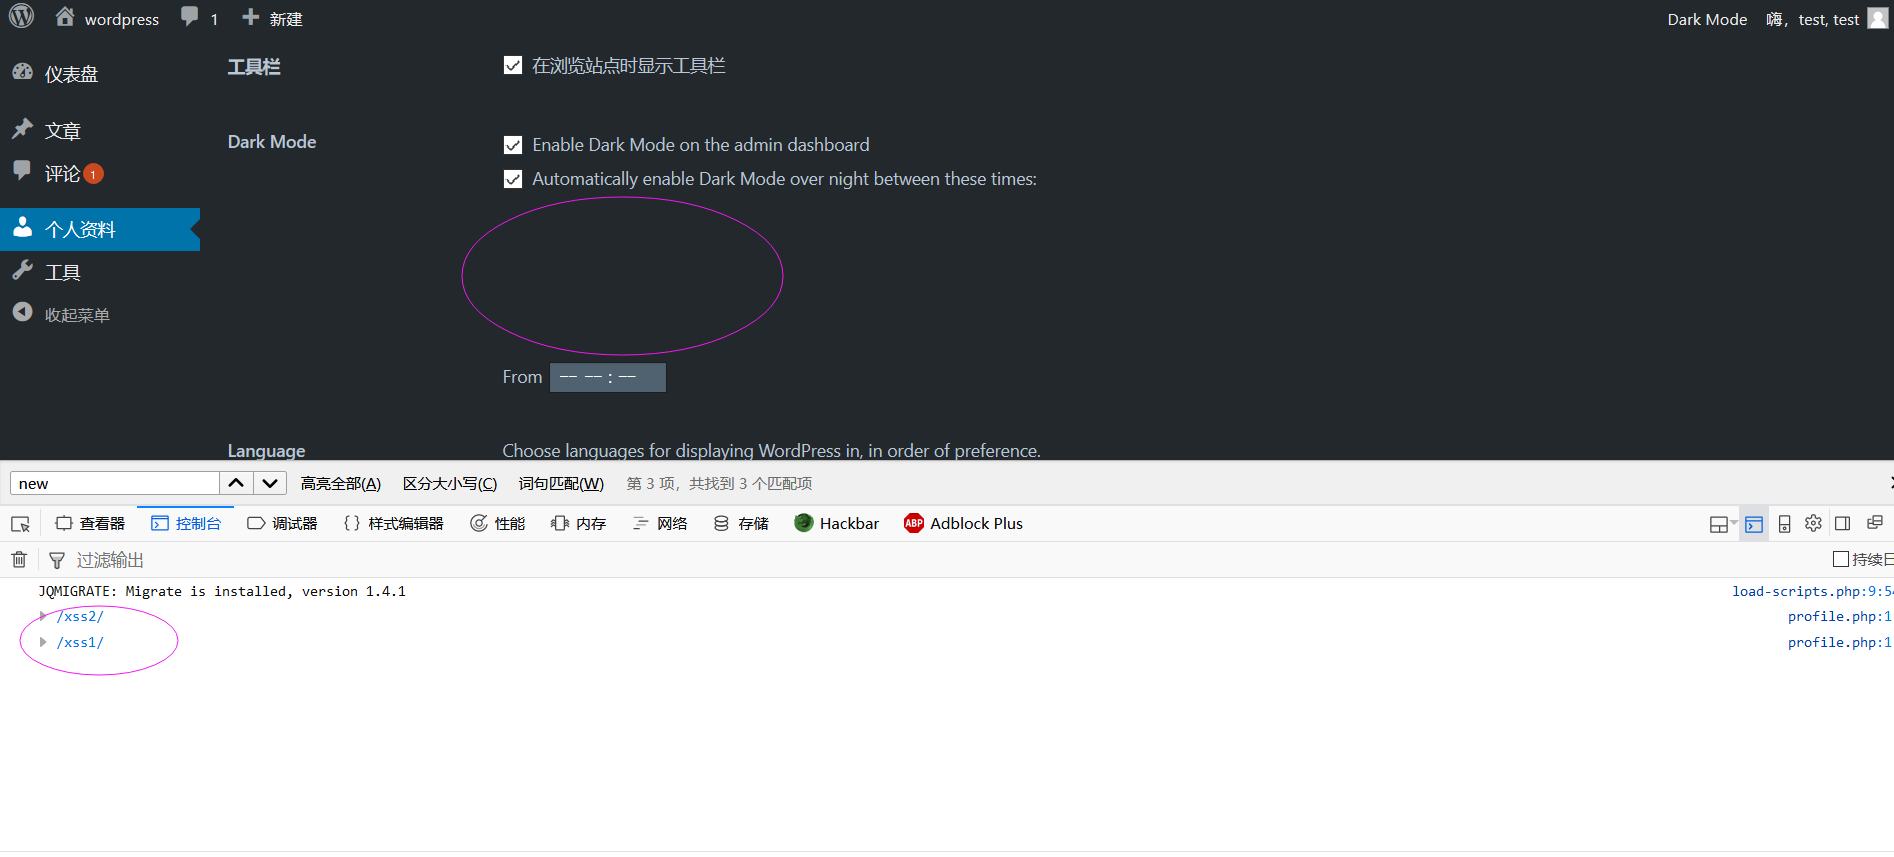 wordpress 1 新建 Dark Mode 嗨，test, test
仪表盘
文章
评论 1
个人资料
工具
收起菜单
工具栏 在浏览站点时显示工具栏
Dark Mode Enable Dark Mode on the admin dashboard
Automatically enable Dark Mode over night between these times:
From -- -- : --
Language Choose languages for displaying WordPress in, in order of preference.
new 高亮全部(A) 区分大小写(C) 词句匹配(W) 第 3 项，共找到 3 个匹配项
查看器 控制台 调试器 {} 样式编辑器 性能 内存 网络 存储 Hackbar ABP Adblock Plus
过滤输出 持续日
JQMIGRATE: Migrate is installed, version 1.4.1 load-scripts.php:9:54
/xss2/ profile.php:1
/xss1/ profile.php:1